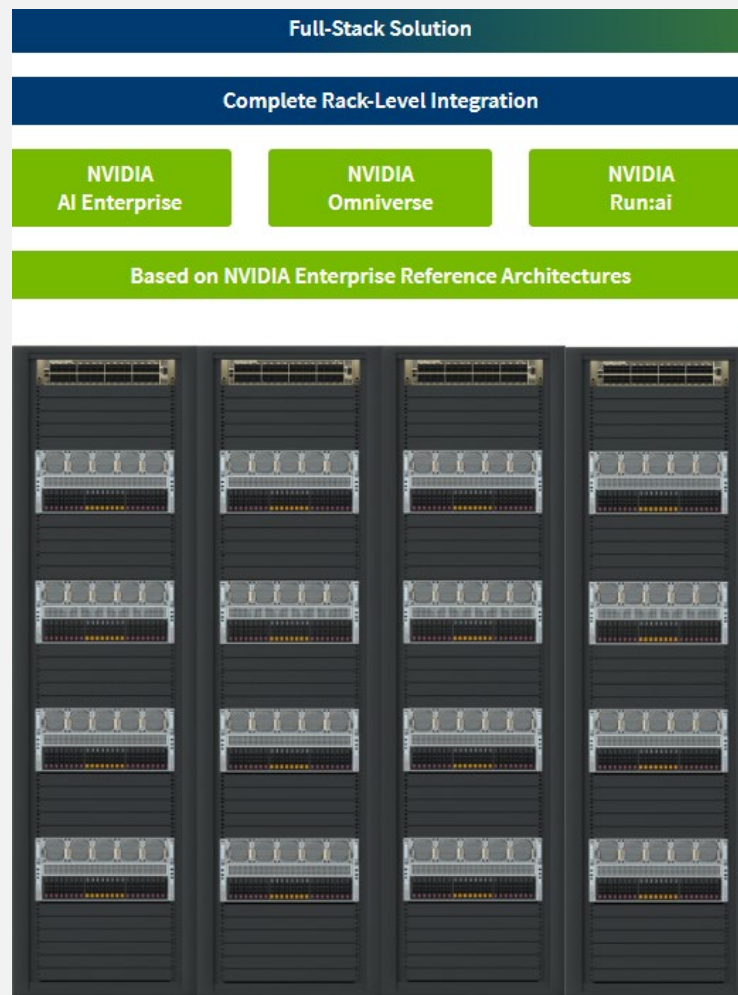 Full-Stack Solution
Complete Rack-Level Integration
NVIDIA
AI Enterprise
NVIDIA
Omniverse
NVIDIA
Run:ai
Based on NVIDIA Enterprise Reference Architectures